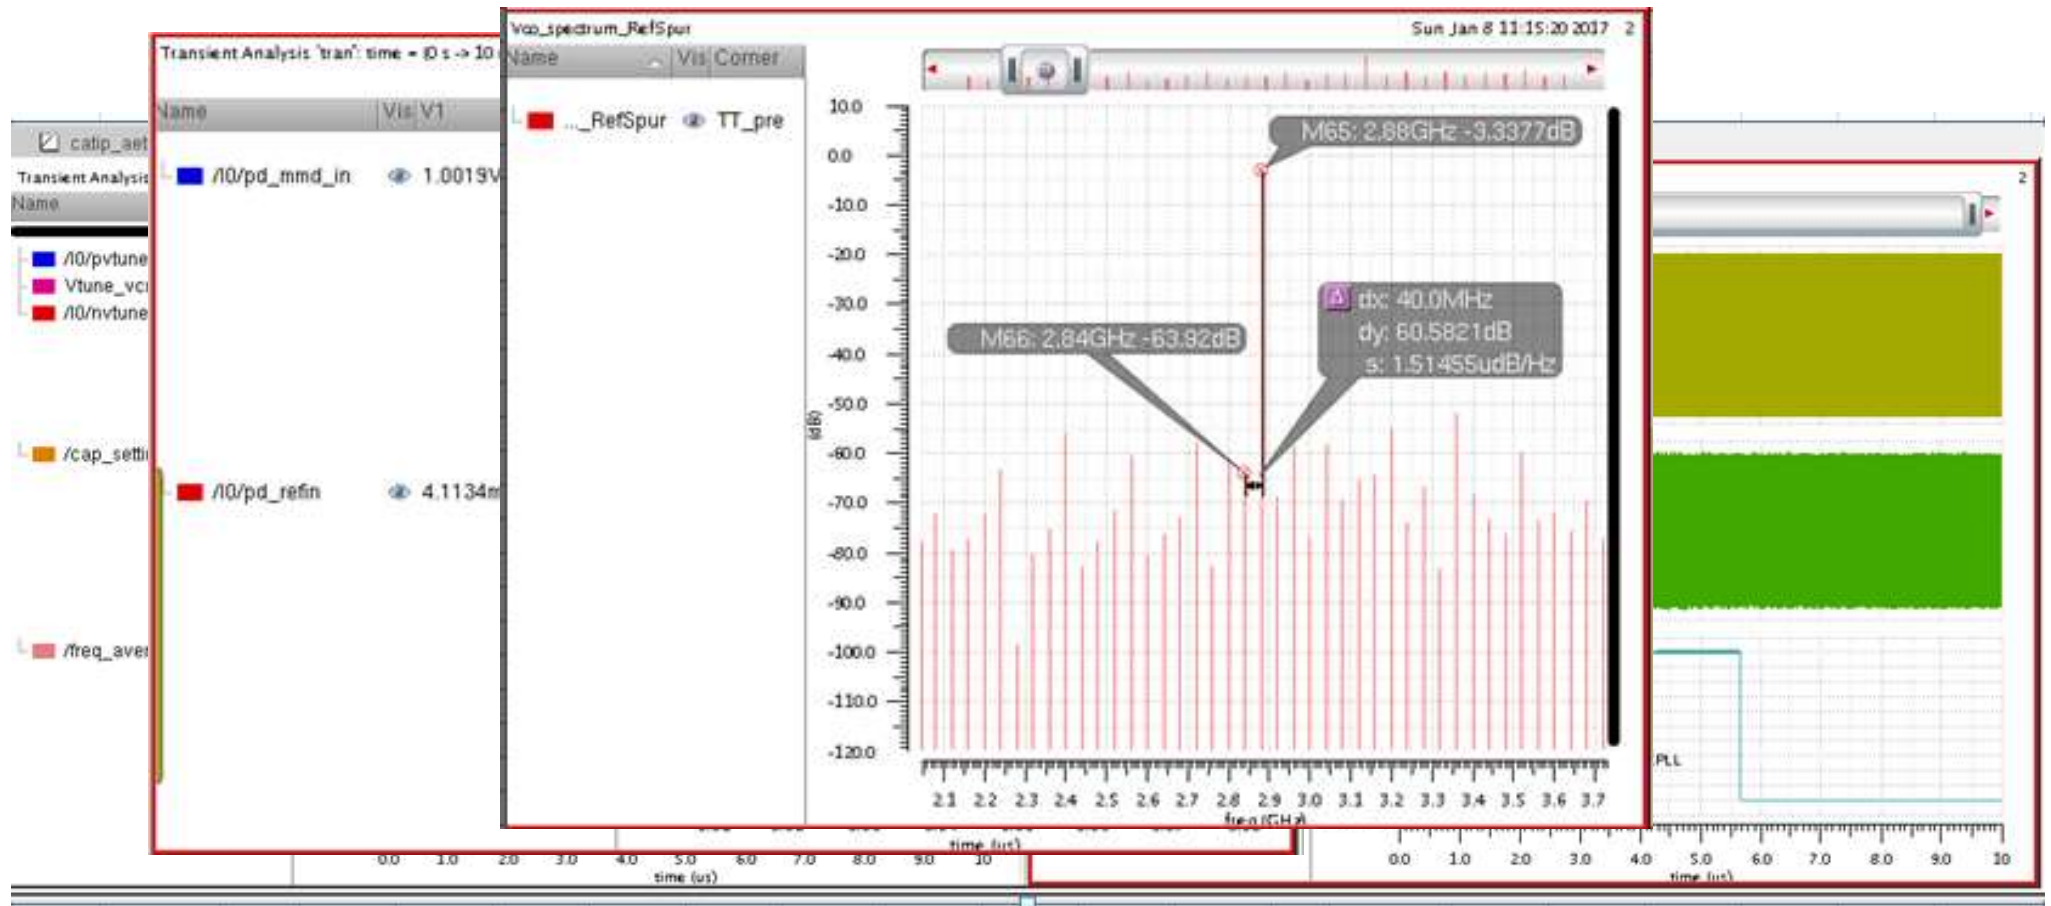 Vco_spectrum_RefSpur
Sun Jan 8 11:15:20 2017 2
Name Vis Corner
..._RefSpur TT_pre
M65: 2.88GHz -3.3377dB
dx: 40.0MHz
dy: 60.5821dB
s: 1.51455udB/Hz
M66: 2.84GHz -63.92dB
10.0
0.0
-10.0
-20.0
-30.0
-40.0
-50.0
-60.0
-70.0
-80.0
-90.0
-100.0
-110.0
-120.0
(dB)
2.1 2.2 2.3 2.4 2.5 2.6 2.7 2.8 2.9 3.0 3.1 3.2 3.3 3.4 3.5 3.6 3.7
freq (GHz)
Transient Analysis 'tran': time = (0 s -> 10
Name Vis V1
/I0/pd_mmd_in 1.0019V
/I0/pd_refin 4.1134m
time (us)
catip_aet
Transient Analysis
Name
/I0/pvtune
Vtune_vc
/I0/nvtune
/cap_setti
/freq_aver
0.0 1.0 2.0 3.0 4.0 5.0 6.0 7.0 8.0 9.0 10
time (us)
2
PLL
0.0 1.0 2.0 3.0 4.0 5.0 6.0 7.0 8.0 9.0 10
time (us)